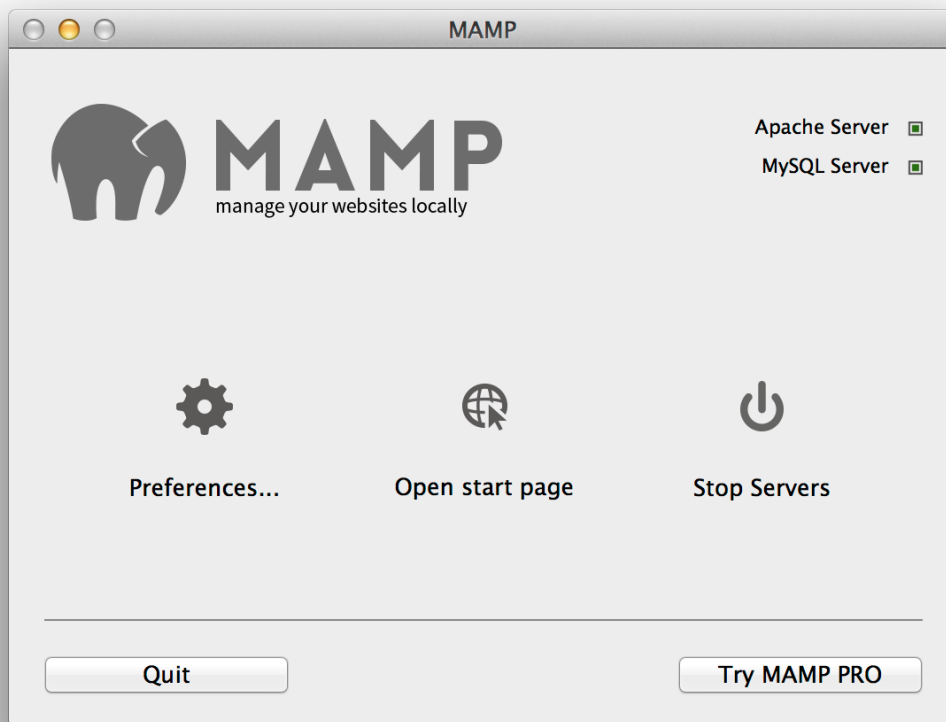 MAMP
MAMP
manage your websites locally
Apache Server
MySQL Server
Preferences...
Open start page
Stop Servers
Quit
Try MAMP PRO